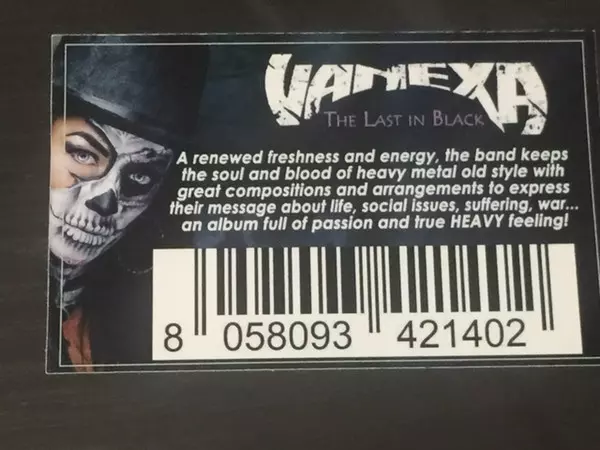 VANEXA
THE LAST IN BLACK
A renewed freshness and energy, the band keeps
the soul and blood of heavy metal old style with
great compositions and arrangements to express
their message about life, social issues, suffering, war...
an album full of passion and true HEAVY feeling!
8 058093 421402